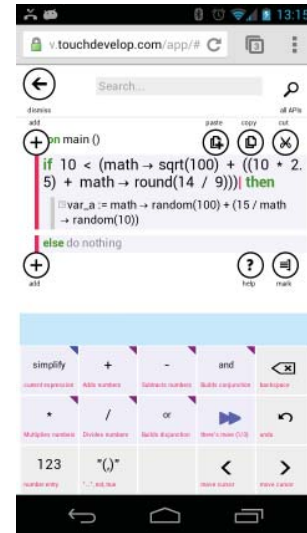 13:15
v.touchdevelop.com/app/# 3
Search...
dismiss all APIs
add paste copy cut
on main ()
if 10 < (math → sqrt(100) + ((10 * 2.
5) + math → round(14 / 9)))| then
var_a := math → random(100) + (15 / math
→ random(10))
else do nothing
add help mark
simplify + - and
current expression Adds numbers Subtracts numbers Builds conjunction backspace
* / or
Multiplies numbers Divides numbers Builds disjunction there's more (1/3) undo
123 "(,)" < >
number entry "...", not, true move cursor move cursor